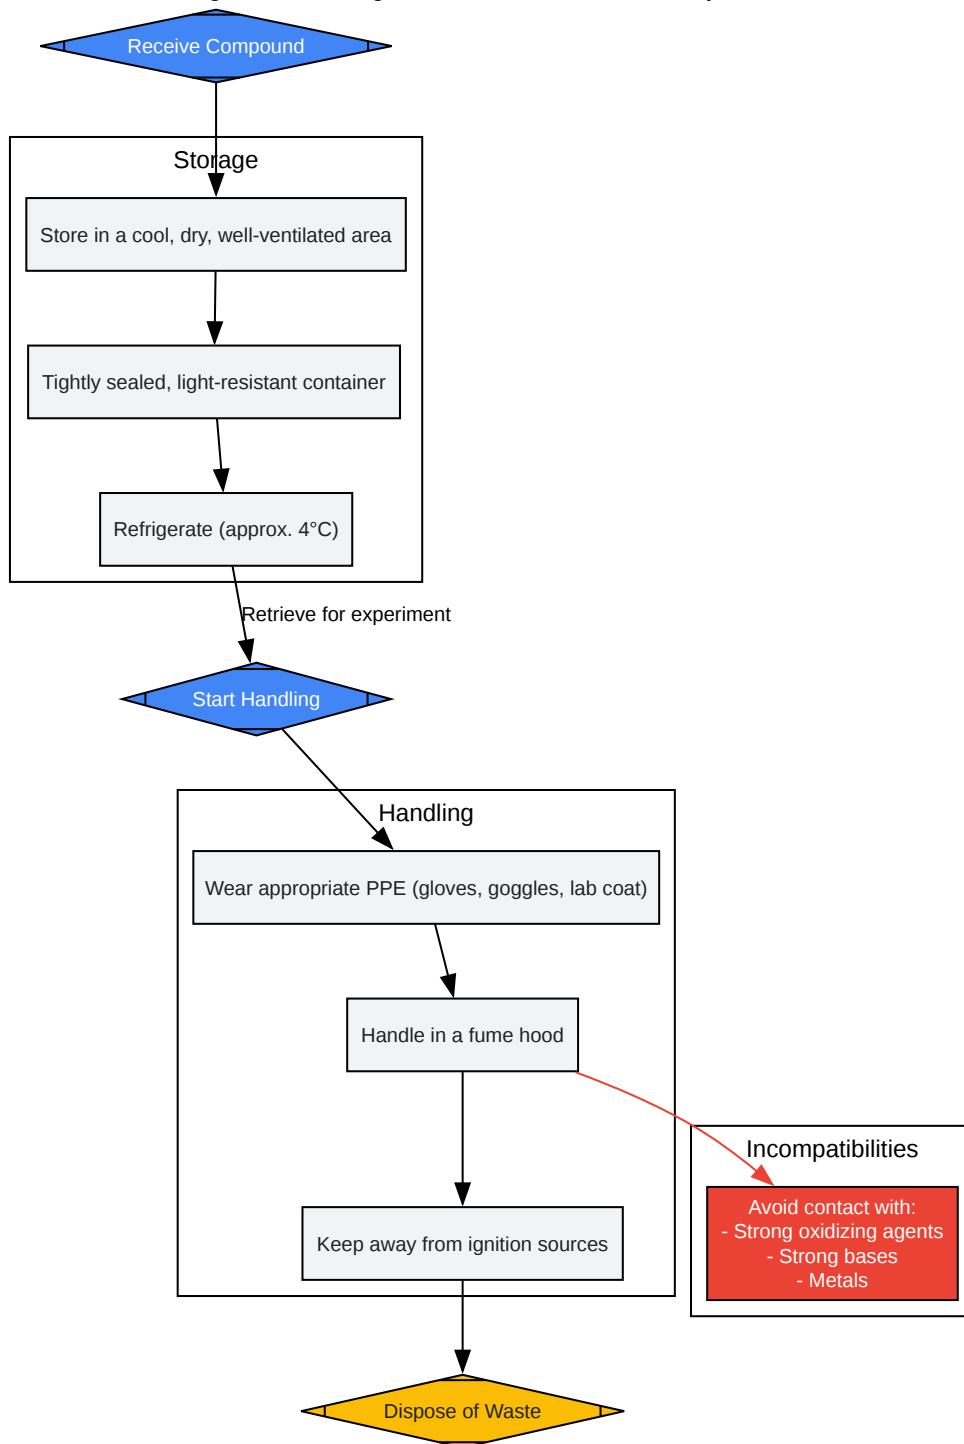 Receive Compound
Storage
Store in a cool, dry, well-ventilated area
Tightly sealed, light-resistant container
Refrigerate (approx. 4°C)
Retrieve for experiment
Start Handling
Handling
Wear appropriate PPE (gloves, goggles, lab coat)
Handle in a fume hood
Incompatibilities
Avoid contact with:
- Strong oxidizing agents
- Strong bases
- Metals
Keep away from ignition sources
Dispose of Waste